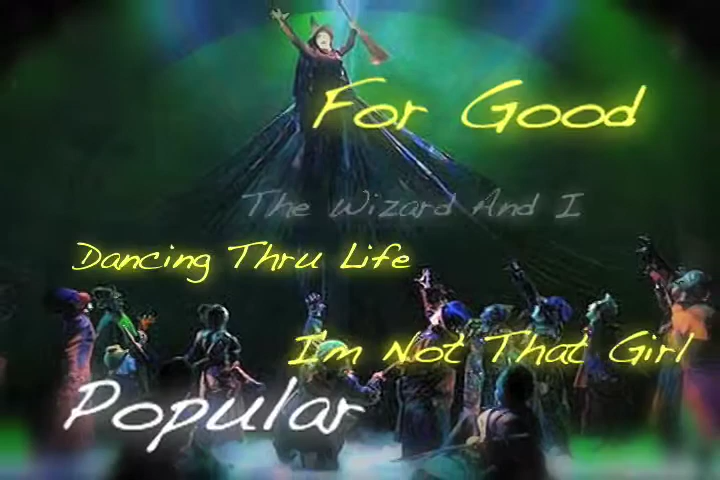 For Good
The Wizard And I
Dancing Thru Life
I'm Not That Girl
Popular